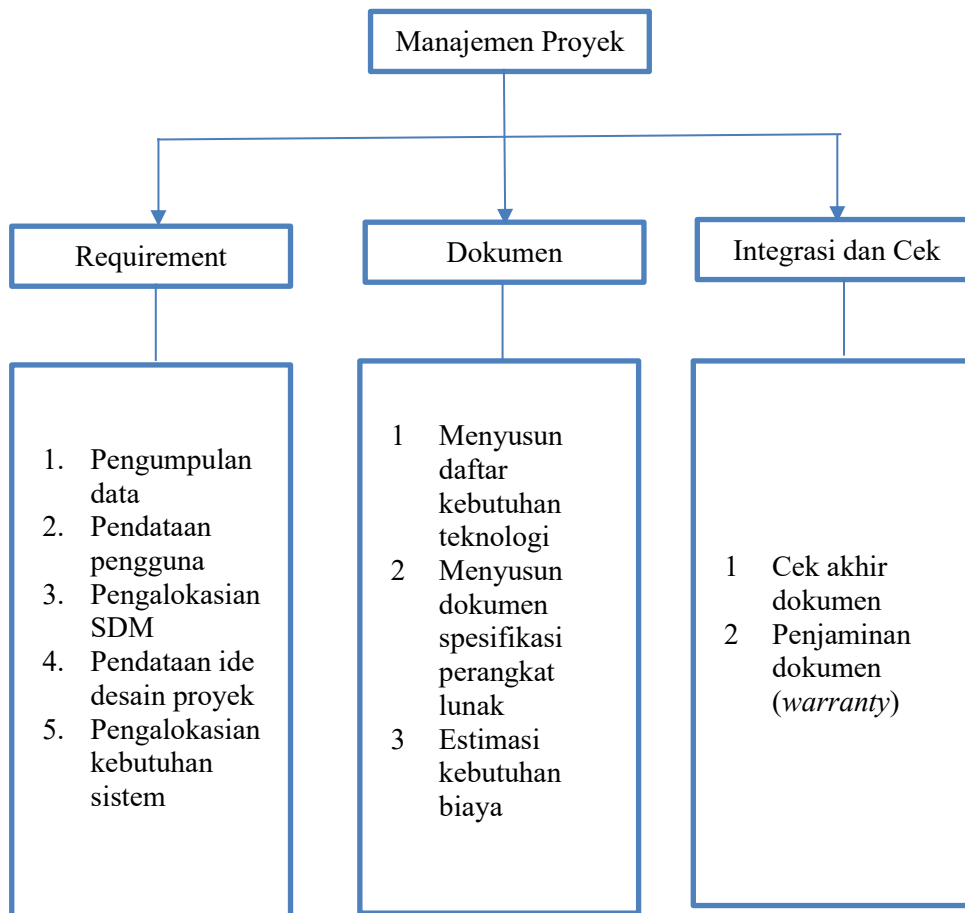 Manajemen Proyek
Requirement
Dokumen
Integrasi dan Cek
1. Pengumpulan
data
2. Pendataan
pengguna
3. Pengalokasian
SDM
4. Pendataan ide
desain proyek
5. Pengalokasian
kebutuhan
sistem
1 Menyusun
daftar
kebutuhan
teknologi
2 Menyusun
dokumen
spesifikasi
perangkat
lunak
3 Estimasi
kebutuhan
biaya
1 Cek akhir
dokumen
2 Penjaminan
dokumen
(warranty)